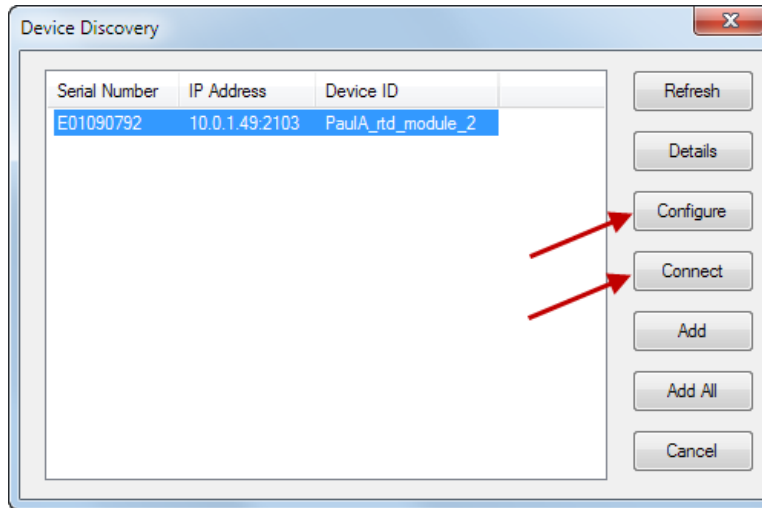 Device Discovery
Serial Number IP Address Device ID
E01090792 10.0.1.49:2103 PaulA_rtd_module_2
Refresh
Details
Configure
Connect
Add
Add All
Cancel